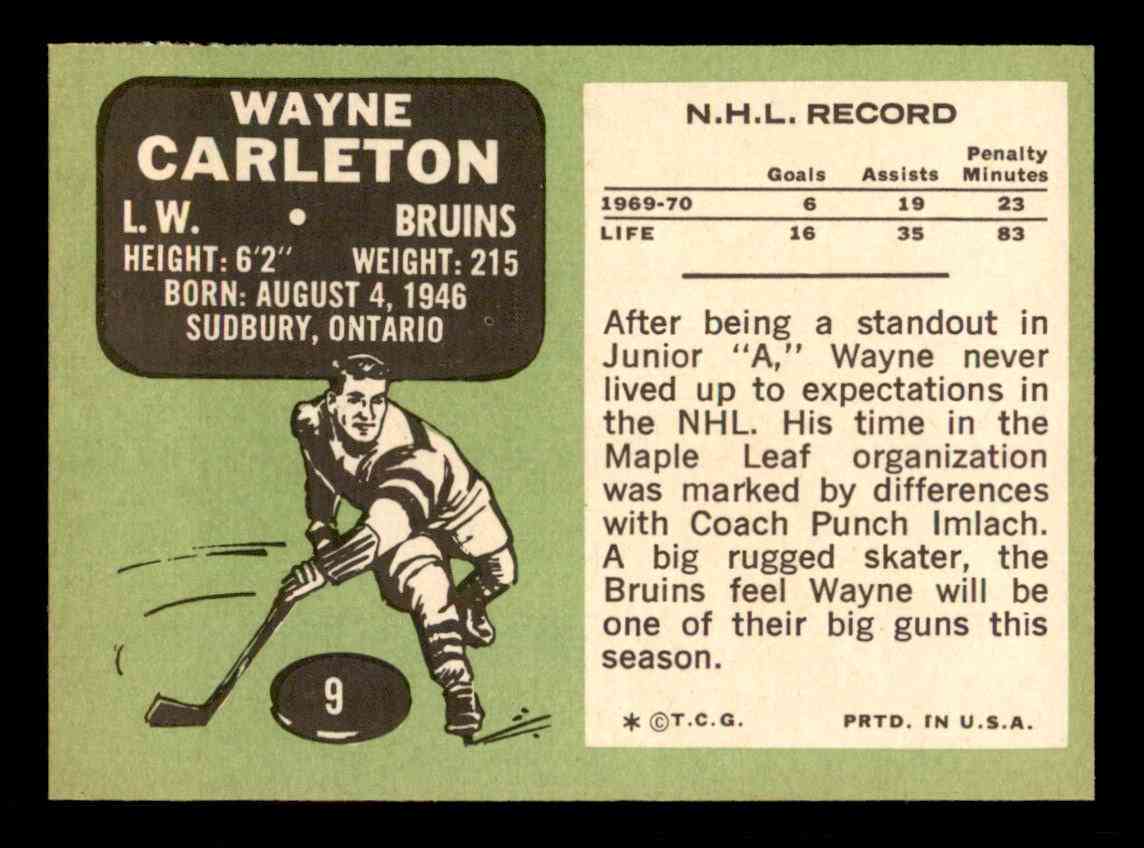 WAYNE
CARLETON
L.W. • BRUINS
HEIGHT: 6'2" WEIGHT: 215
BORN: AUGUST 4, 1946
SUDBURY, ONTARIO
9
N.H.L. RECORD
Goals Assists Penalty Minutes
1969-70 6 19 23
LIFE 16 35 83
After being a standout in
Junior "A," Wayne never
lived up to expectations in
the NHL. His time in the
Maple Leaf organization
was marked by differences
with Coach Punch Imlach.
A big rugged skater, the
Bruins feel Wayne will be
one of their big guns this
season.
* ©T.C.G. PRTD. IN U.S.A.